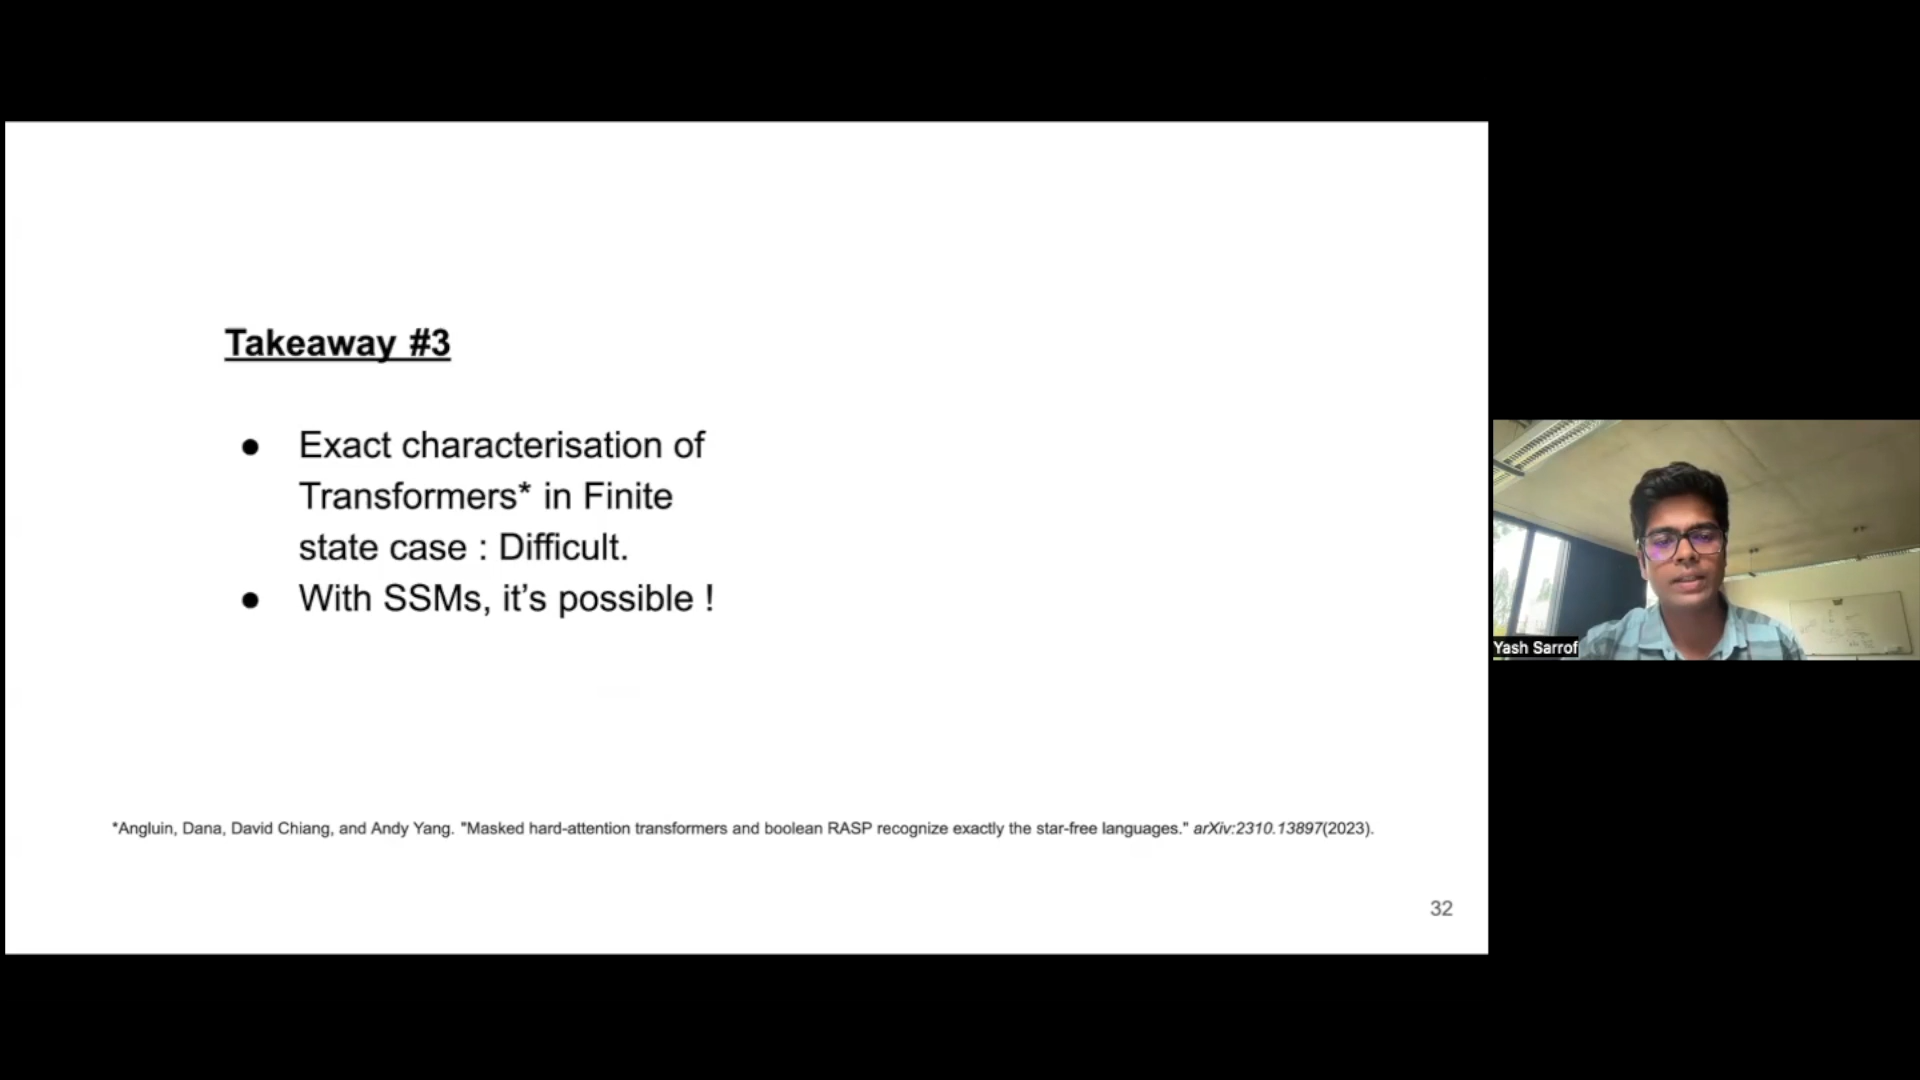 Takeaway #3
● Exact characterisation of
Transformers* in Finite
state case : Difficult.
● With SSMs, it’s possible !
*Angluin, Dana, David Chiang, and Andy Yang. "Masked hard-attention transformers and boolean RASP recognize exactly the star-free languages." arXiv:2310.13897(2023).
32
Yash Sarrof